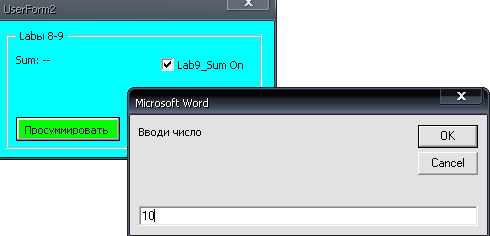 UserForm2
Labы 8-9
Sum: --
Lab9_Sum On
Просуммировать
Microsoft Word
Вводи число
OK
Cancel
10